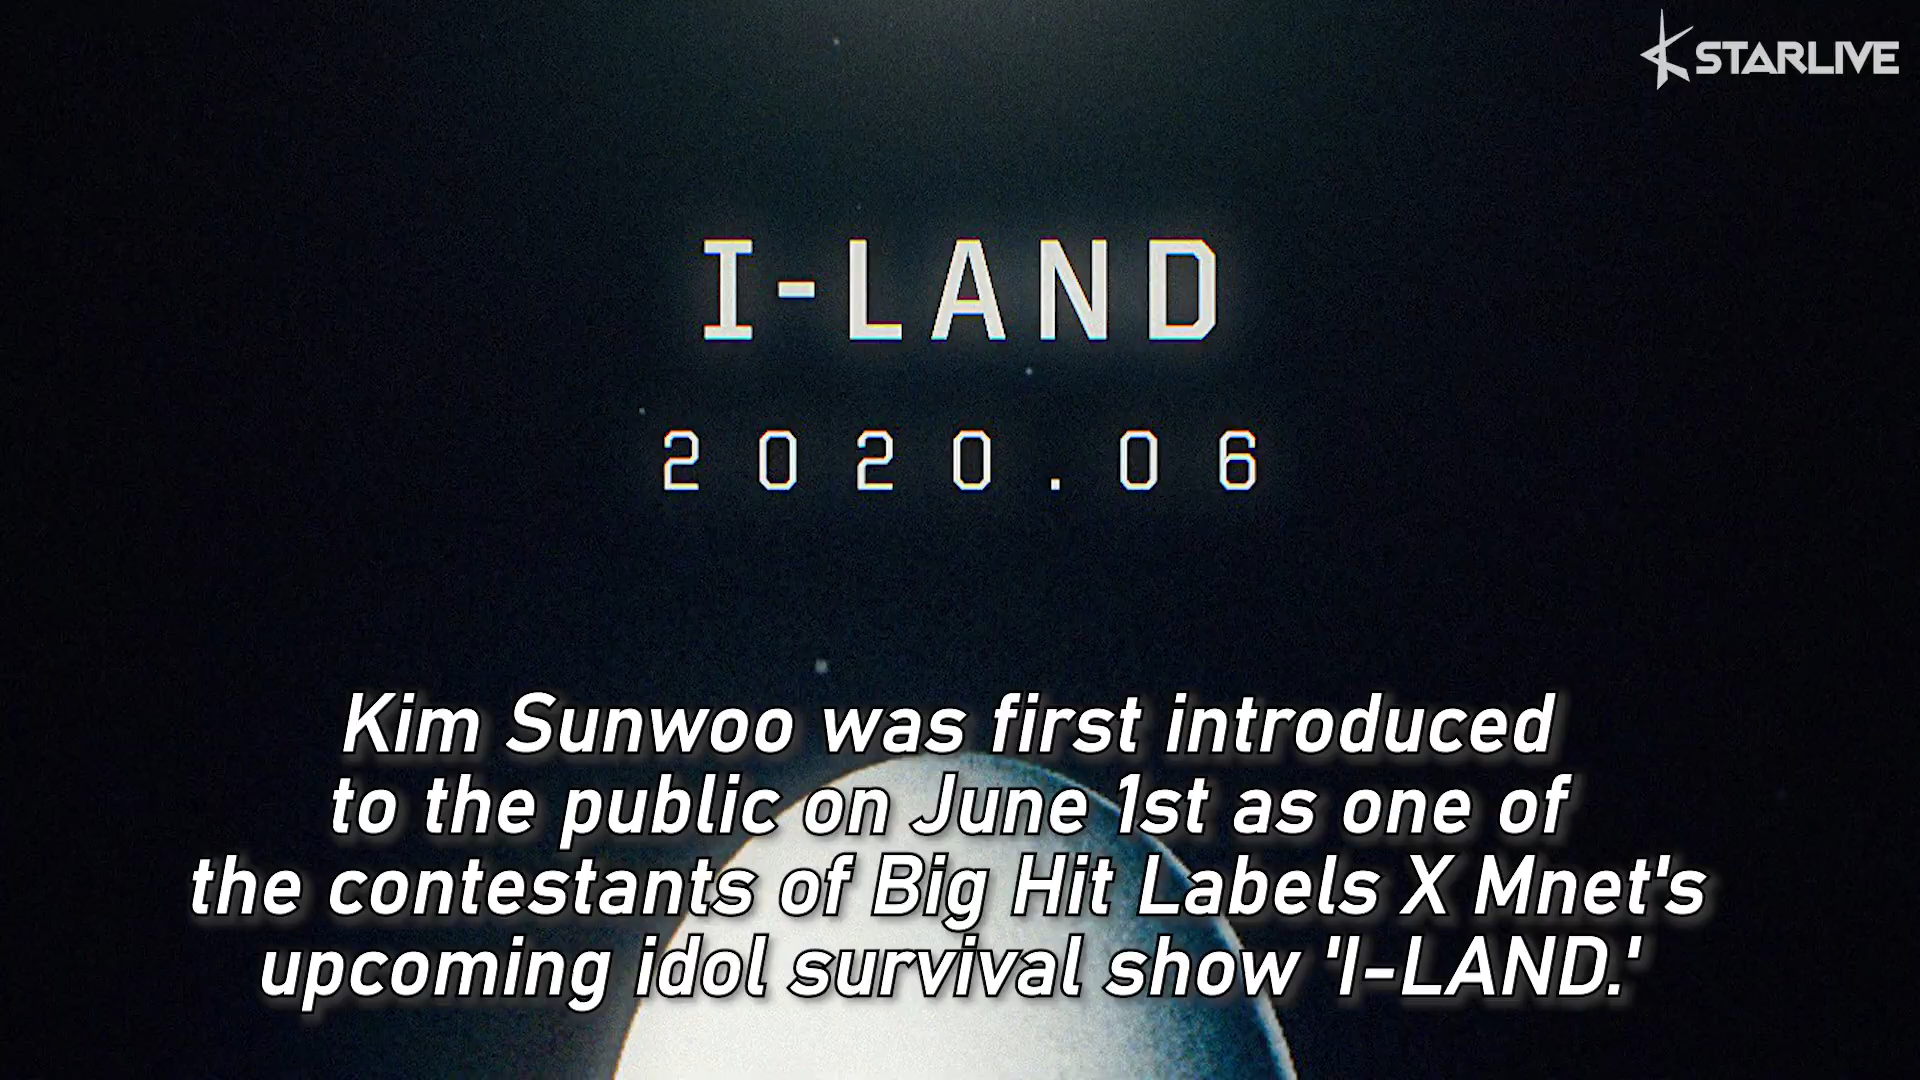 STARLIVE
I-LAND
2020.06
Kim Sunwoo was first introduced
to the public on June 1st as one of
the contestants of Big Hit Labels X Mnet's
upcoming idol survival show 'I-LAND.'